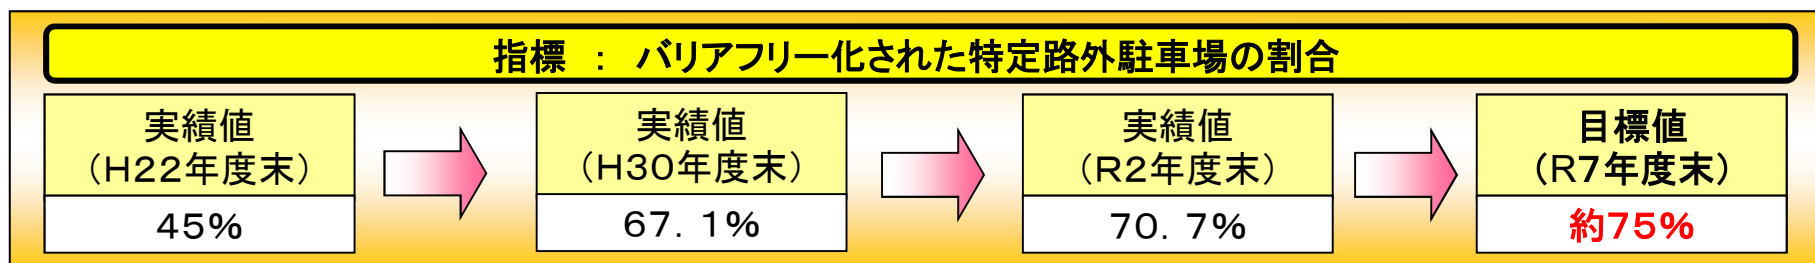 指標 ： バリアフリー化された特定路外駐車場の割合
実績値
（H22年度末）
45%
実績値
（H30年度末）
67．1%
実績値
（R2年度末）
70．7%
目標値
（R7年度末）
約75%